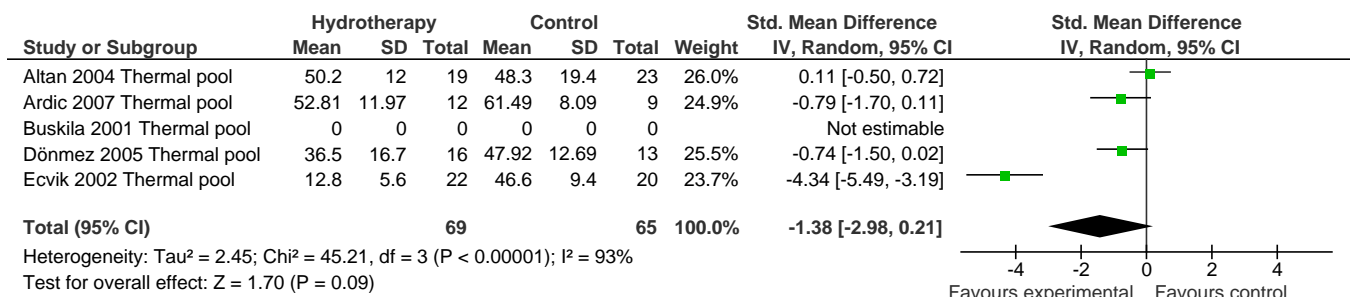 Hydrotherapy Control Std. Mean Difference Std. Mean Difference
Study or Subgroup Mean SD Total Mean SD Total Weight IV, Random, 95% CI IV, Random, 95% CI
Altan 2004 Thermal pool 50.2 12 19 48.3 19.4 23 26.0% 0.11 [-0.50, 0.72]
Ardic 2007 Thermal pool 52.81 11.97 12 61.49 8.09 9 24.9% -0.79 [-1.70, 0.11]
Buskila 2001 Thermal pool 0 0 0 0 0 0 Not estimable
Dönmez 2005 Thermal pool 36.5 16.7 16 47.92 12.69 13 25.5% -0.74 [-1.50, 0.02]
Ecvik 2002 Thermal pool 12.8 5.6 22 46.6 9.4 20 23.7% -4.34 [-5.49, -3.19]
Total (95% CI) 69 65 100.0% -1.38 [-2.98, 0.21]
Heterogeneity: Tau² = 2.45; Chi² = 45.21, df = 3 (P < 0.00001); I² = 93%
Test for overall effect: Z = 1.70 (P = 0.09)
-4 -2 0 2 4
Favours experimental Favours control